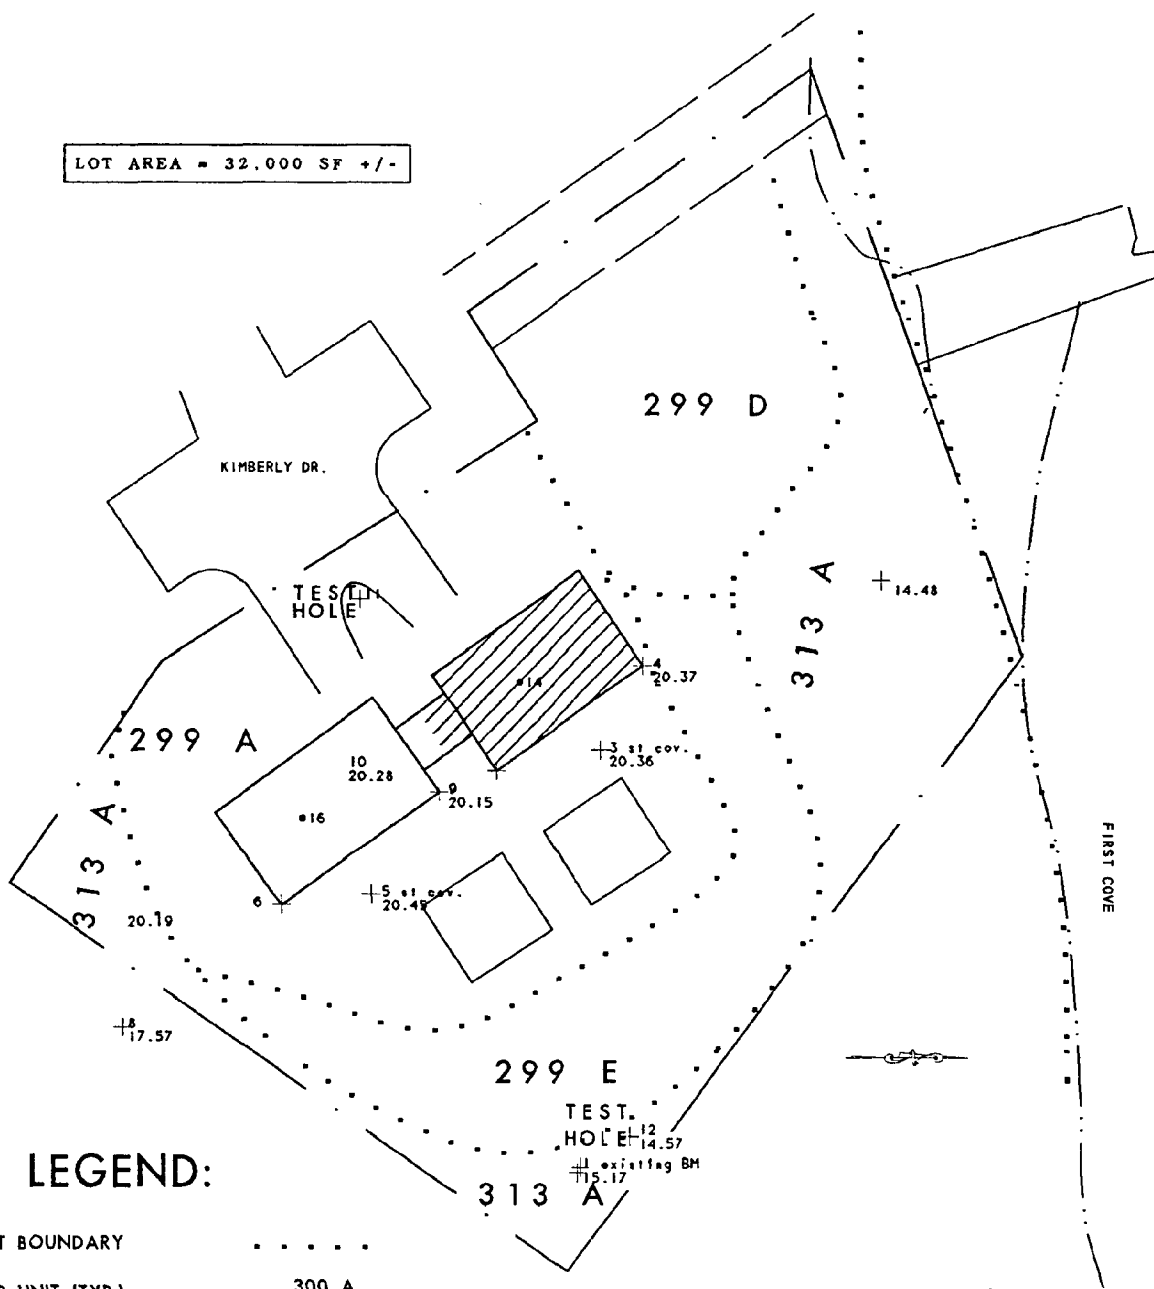 LOT AREA = 32,000 SF +/-
299 D
KIMBERLY DR.
313 A
14.48
TEST
HOLE
11
4
20.37
14
299 A
3 st cov.
20.36
10
20.28
9
20.15
16
313 A
FIRST COVE
5 st cov.
20.45
6
20.19
8
17.57
299 E
TEST
HOLE
12
14.57
1 existing BM
15.17
LEGEND:
313 A
T BOUNDARY
300 A